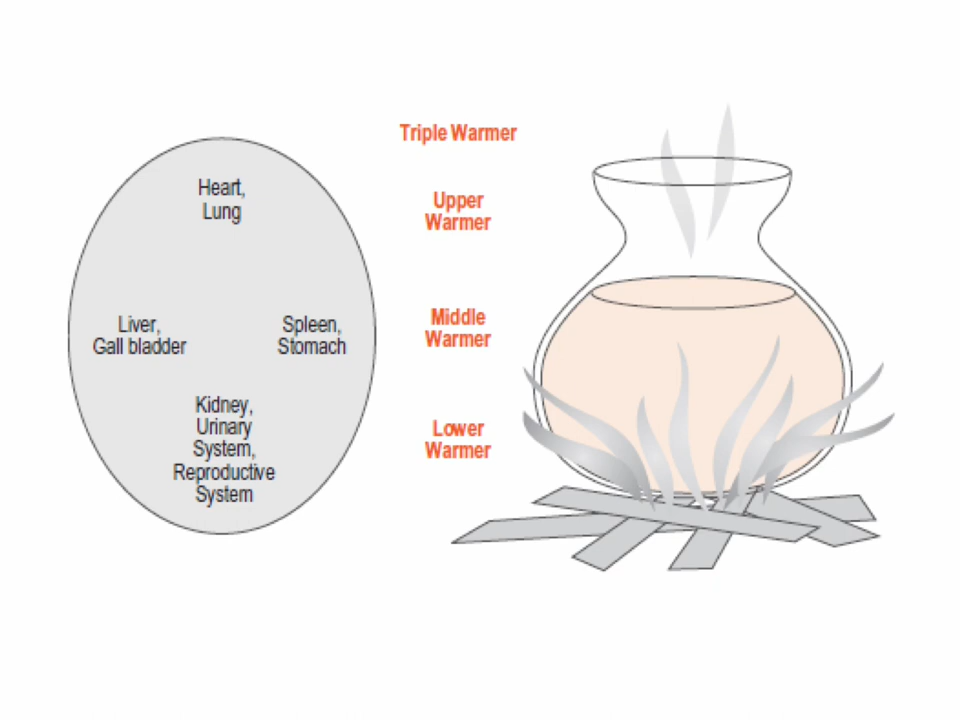 Triple Warmer
Heart,
Lung
Upper
Warmer
Liver,
Gall bladder
Spleen,
Stomach
Middle
Warmer
Kidney,
Urinary
System,
Reproductive
System
Lower
Warmer